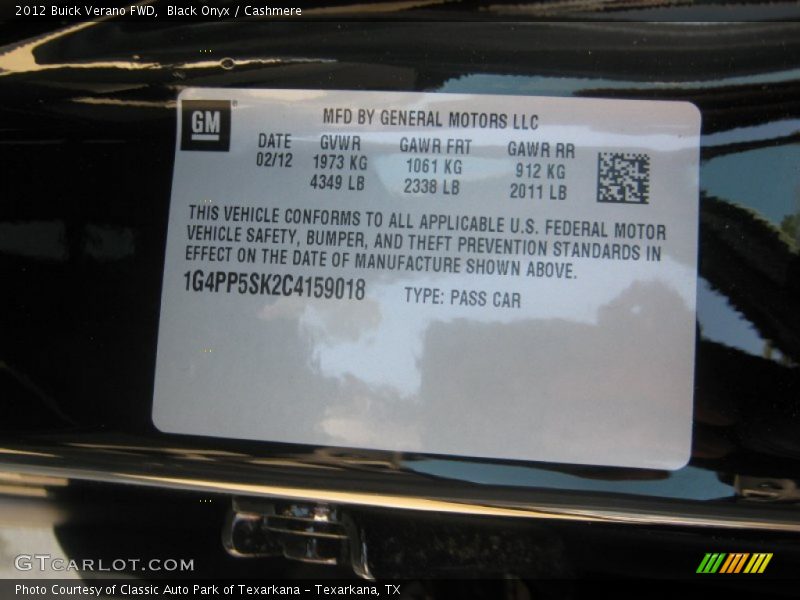 2012 Buick Verano FWD, Black Onyx / Cashmere
GM
MFD BY GENERAL MOTORS LLC
DATE GVWR GAWR FRT GAWR RR
02/12 1973 KG 1061 KG 912 KG
4349 LB 2338 LB 2011 LB
THIS VEHICLE CONFORMS TO ALL APPLICABLE U.S. FEDERAL MOTOR
VEHICLE SAFETY, BUMPER, AND THEFT PREVENTION STANDARDS IN
EFFECT ON THE DATE OF MANUFACTURE SHOWN ABOVE.
1G4PP5SK2C4159018 TYPE: PASS CAR
GTCARLOT.COM
Photo Courtesy of Classic Auto Park of Texarkana - Texarkana, TX